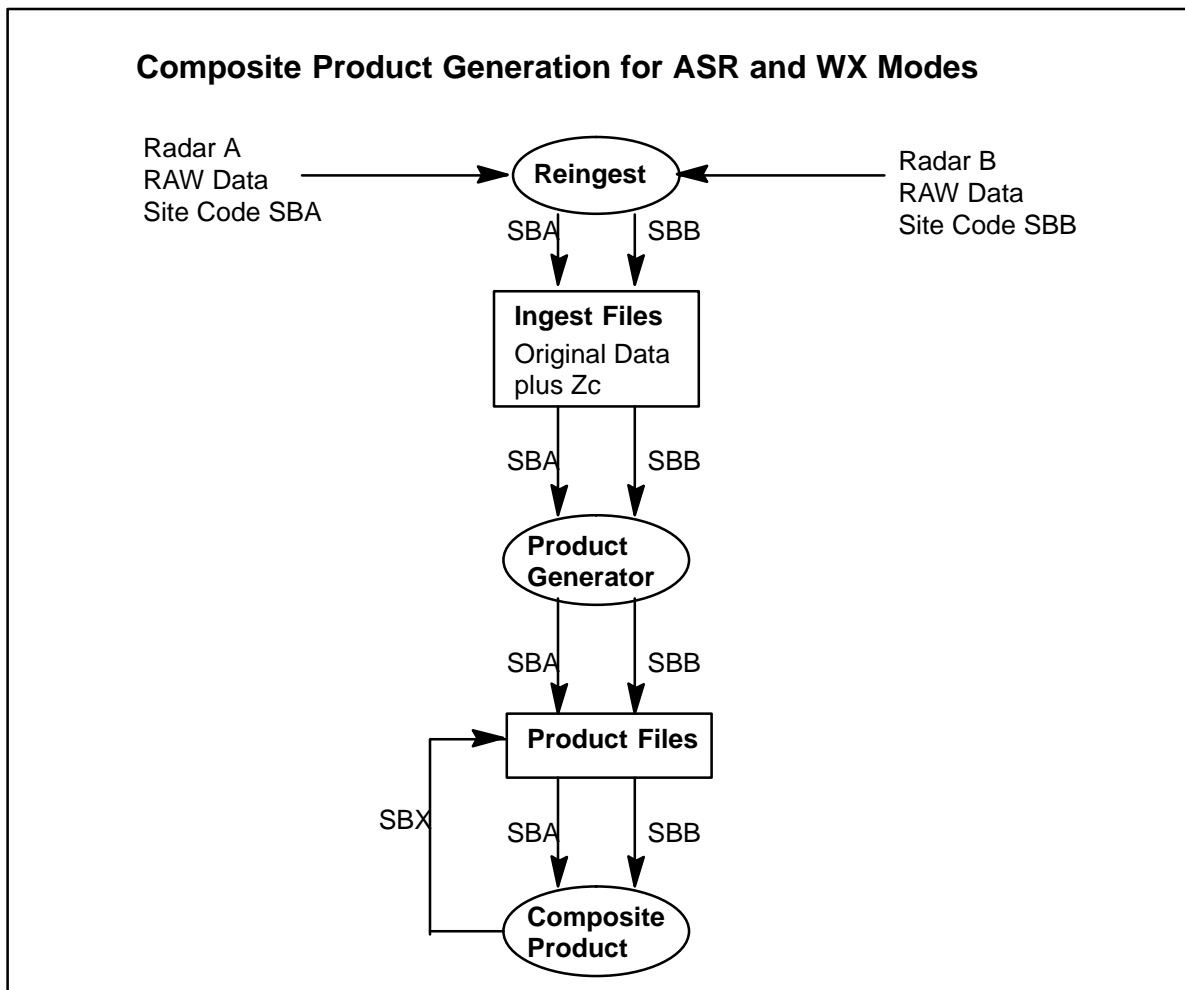 Composite Product Generation for ASR and WX Modes
Radar A
RAW Data
Site Code SBA
Reingest
Radar B
RAW Data
Site Code SBB
SBA
SBB
Ingest Files
Original Data
plus Zc
SBA
SBB
Product
Generator
SBA
SBB
Product Files
SBX
SBA
SBB
Composite
Product